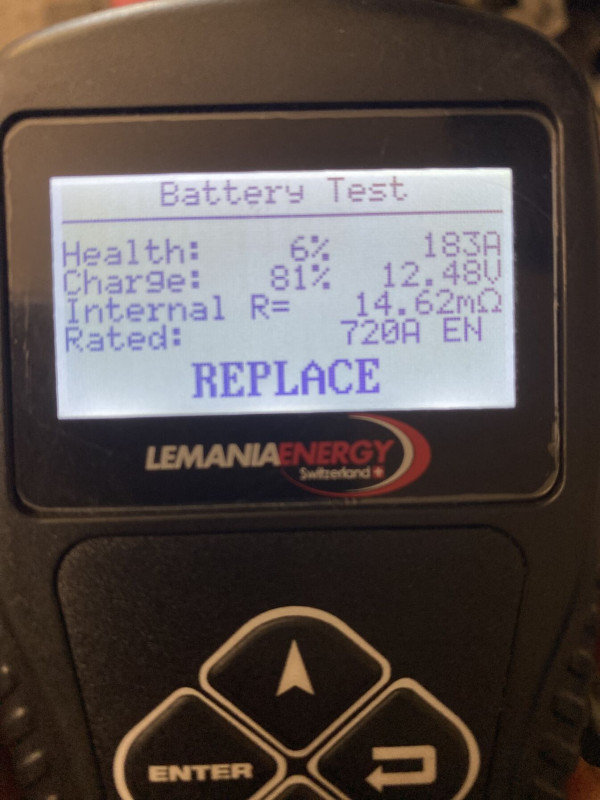 Battery Test
Health: 6% 183A
Charge: 81% 12.48V
Internal R= 14.62mΩ
Rated: 720A EN
REPLACE
LEMANIAENERGY
Switzerland
ENTER